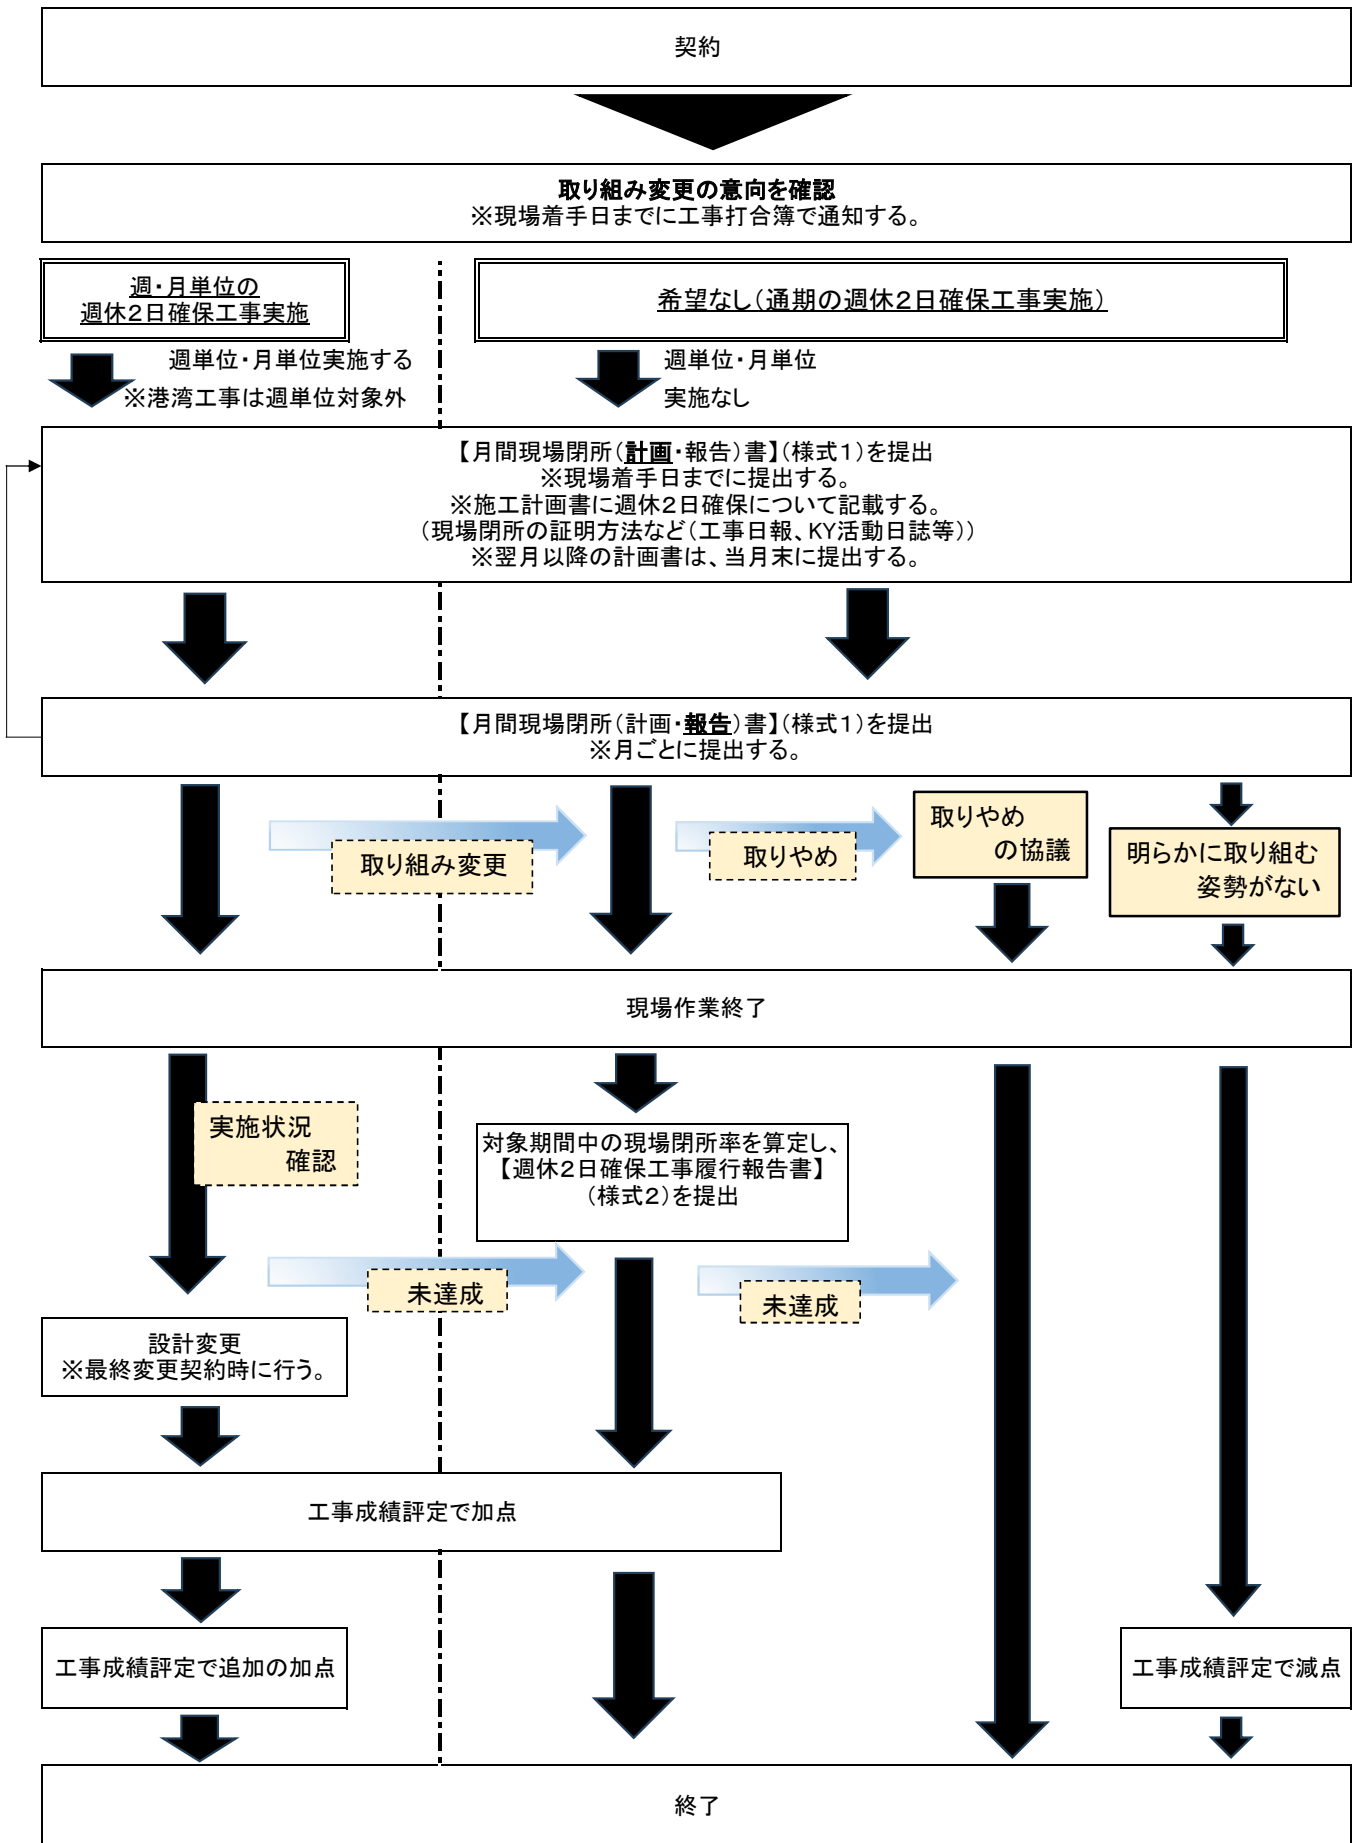 契約
取り組み変更の意向を確認
※現場着手日までに工事打合簿で通知する。
週・月単位の
週休2日確保工事実施
希望なし(通期の週休2日確保工事実施)
週単位・月単位実施する
※港湾工事は週単位対象外
週単位・月単位
実施なし
【月間現場閉所(計画・報告)書】(様式1)を提出
※現場着手日までに提出する。
※施工計画書に週休2日確保について記載する。
(現場閉所の証明方法など(工事日報、KY活動日誌等))
※翌月以降の計画書は、当月末に提出する。
【月間現場閉所(計画・報告)書】(様式1)を提出
※月ごとに提出する。
取り組み変更
取りやめ
取りやめ
の協議
明らかに取り組む
姿勢がない
現場作業終了
実施状況
確認
対象期間中の現場閉所率を算定し、
【週休2日確保工事履行報告書】
(様式2)を提出
未達成
未達成
設計変更
※最終変更契約時に行う。
工事成績評定で加点
工事成績評定で追加の加点
工事成績評定で減点
終了